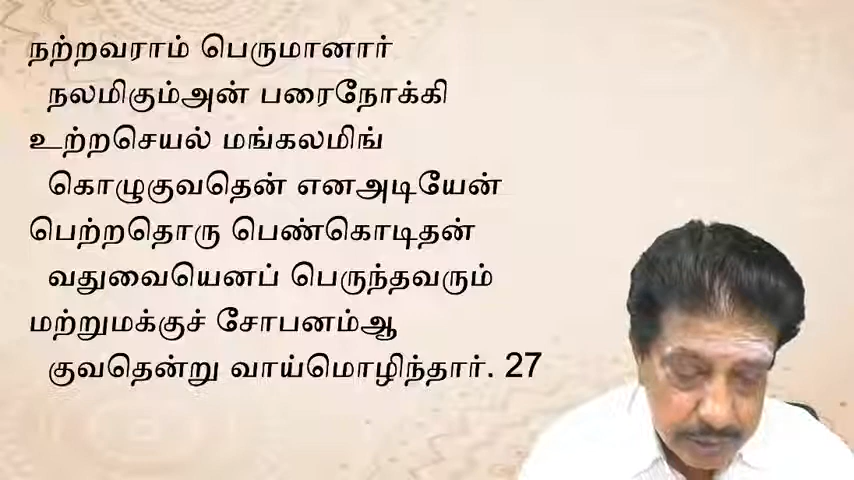 நற்றவராம் பெருமானார்
நலமிகும்அன் பரைநோக்கி
உற்றசெயல் மங்கலமிங்
கொழுகுவதென் எனஅடியேன்
பெற்றதொரு பெண்கொடிதன்
வதுவையெனப் பெருந்தவரும்
மற்றுமக்குச் சோபனம்ஆ
குவதென்று வாய்மொழிந்தார். 27